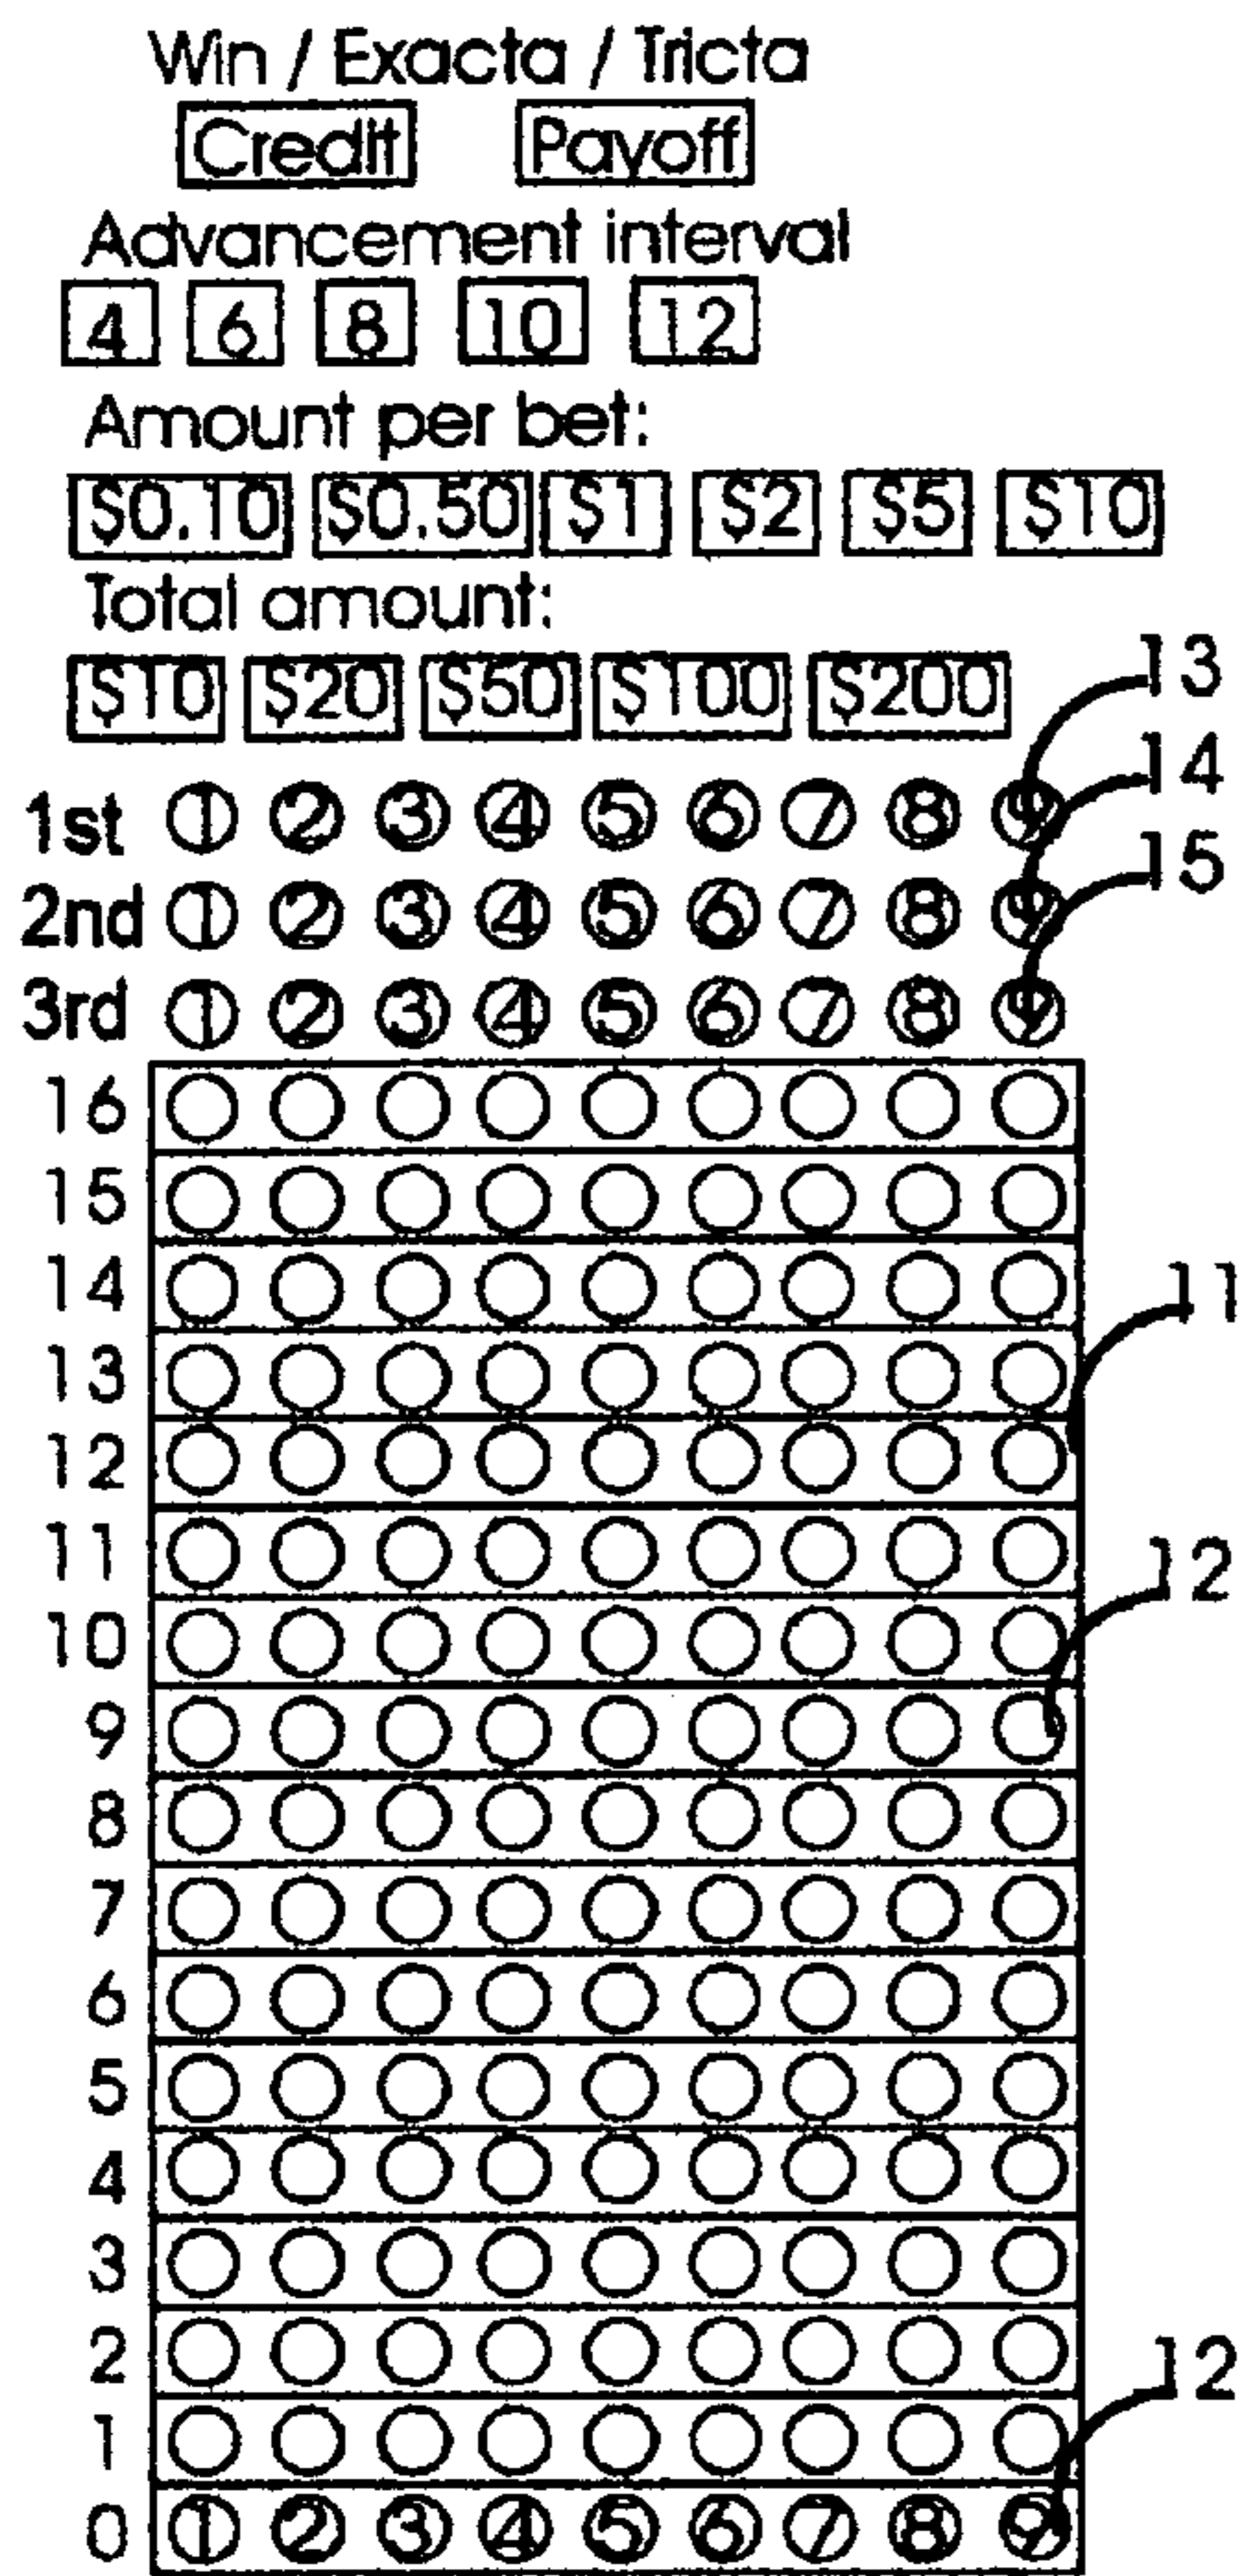 Win / Exacta / Tricta
Credit Payoff
Advancement interval
4 6 8 10 12
Amount per bet:
$0.10 $0.50 $1 $2 $5 $10
Total amount:
$10 $20 $50 $100 $200
13
1st 1 2 3 4 5 6 7 8 9
14
2nd 1 2 3 4 5 6 7 8 9
15
3rd 1 2 3 4 5 6 7 8 9
16
15
14
11
13
12
11
12
10
9
8
7
6
5
4
3
2
12
1
0 1 2 3 4 5 6 7 8 9